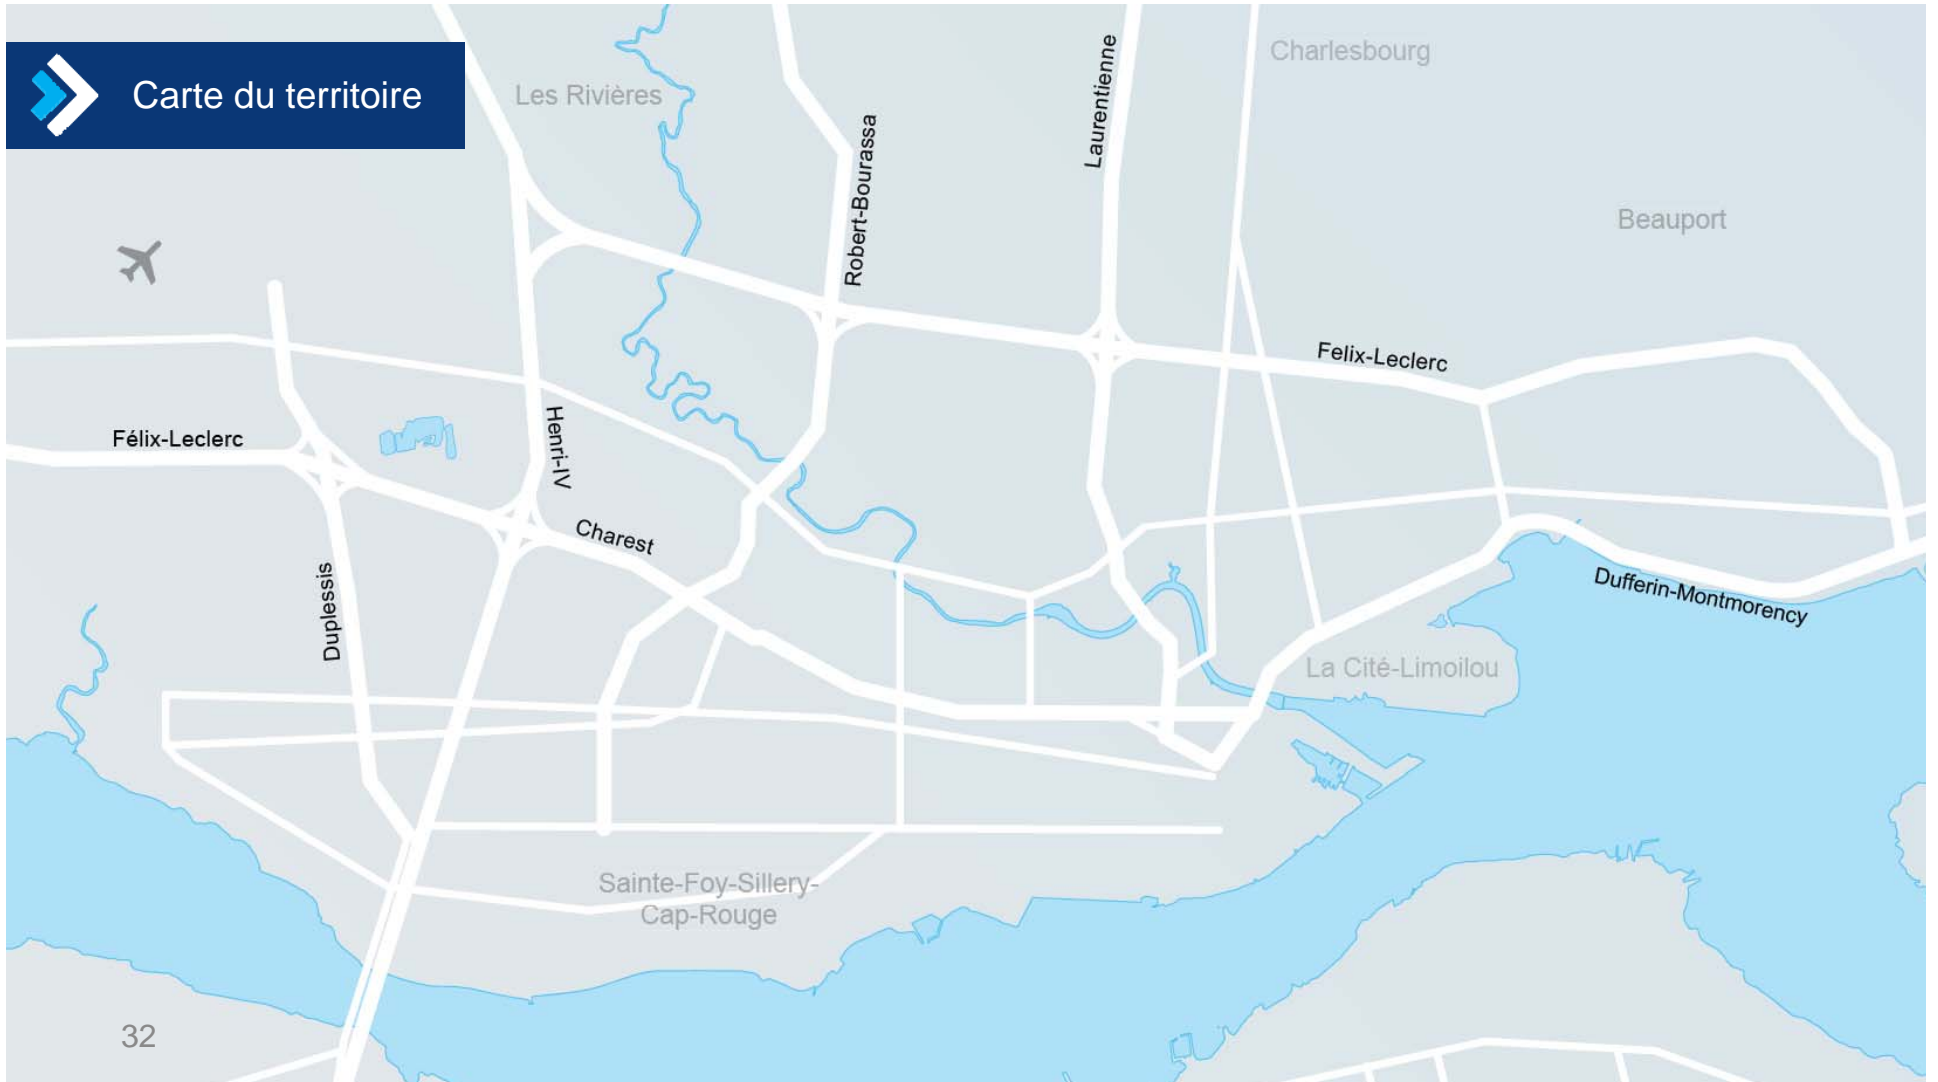 Carte du territoire
Les Rivières
Charlesbourg
Laurentienne
Robert-Bourassa
Beauport
Felix-Leclerc
Félix-Leclerc
Henri-IV
Charest
Duplessis
Dufferin-Montmorency
La Cité-Limoilou
Sainte-Foy-Sillery-
Cap-Rouge
32